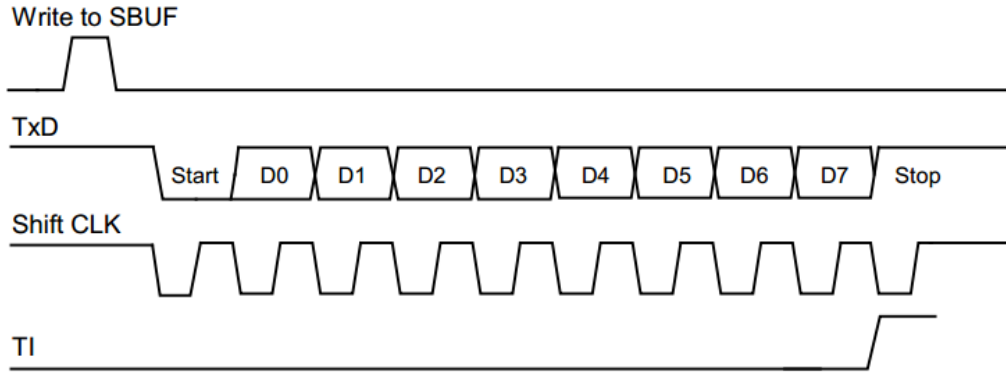 Write to SBUF
TxD
Start D0 D1 D2 D3 D4 D5 D6 D7 Stop
Shift CLK
TI